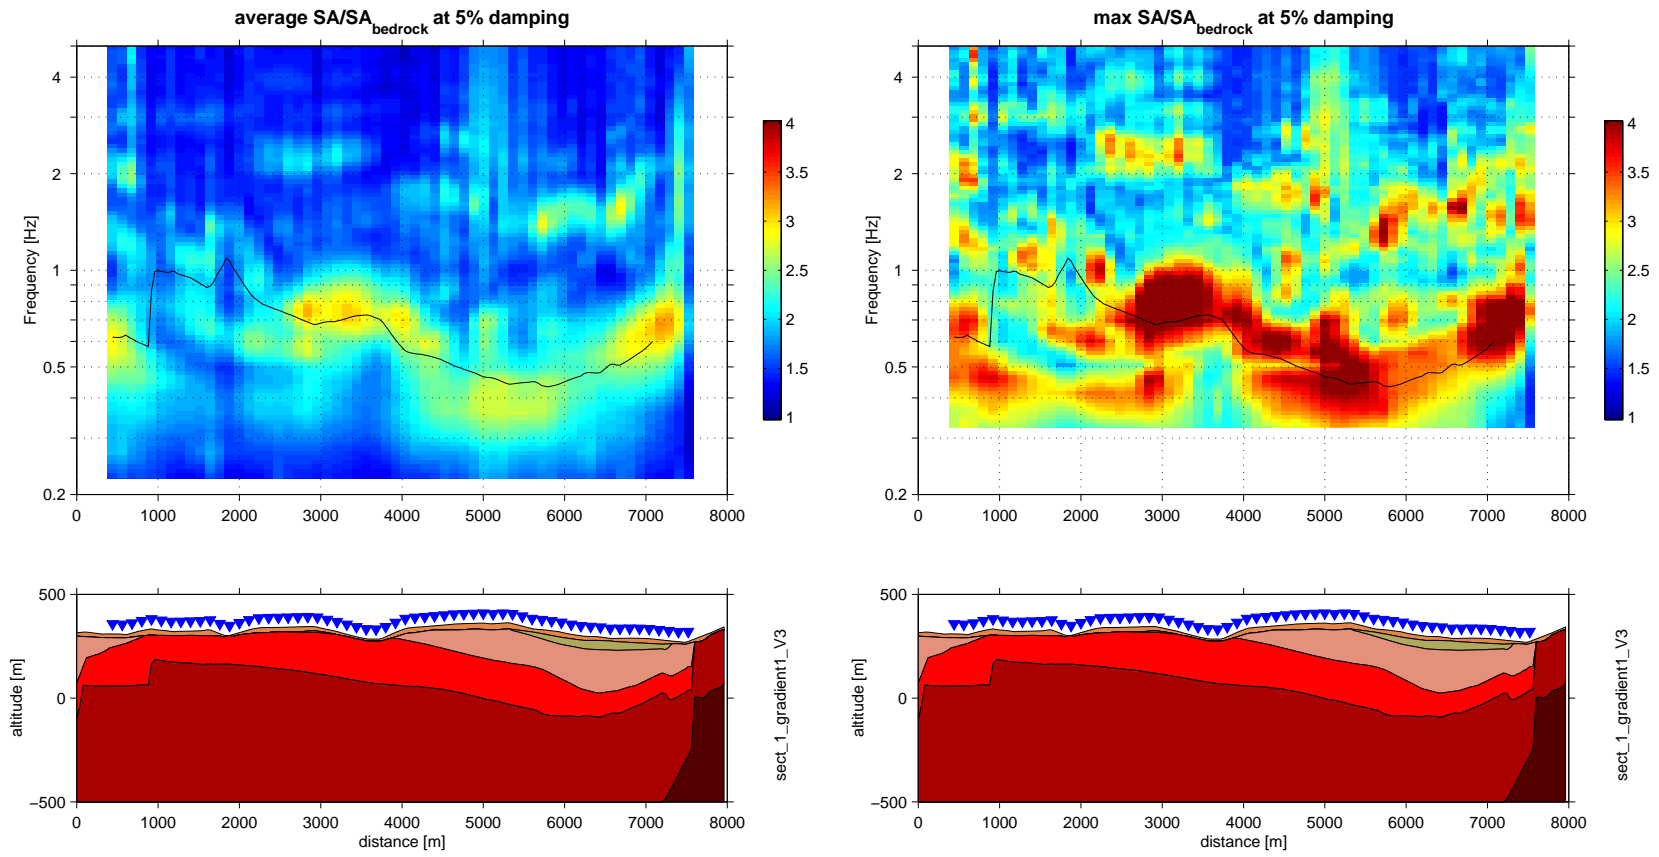 average SA/SA_bedrock at 5% damping
4
2
1
0.5
0.2
Frequency [Hz]
0 1000 2000 3000 4000 5000 6000 7000 8000
4
3.5
3
2.5
2
1.5
1
max SA/SA_bedrock at 5% damping
4
2
1
0.5
0.2
Frequency [Hz]
0 1000 2000 3000 4000 5000 6000 7000 8000
4
3.5
3
2.5
2
1.5
1
500
0
−500
altitude [m]
0 1000 2000 3000 4000 5000 6000 7000 8000
distance [m]
sect_1_gradient1_V3
500
0
−500
altitude [m]
0 1000 2000 3000 4000 5000 6000 7000 8000
distance [m]
sect_1_gradient1_V3